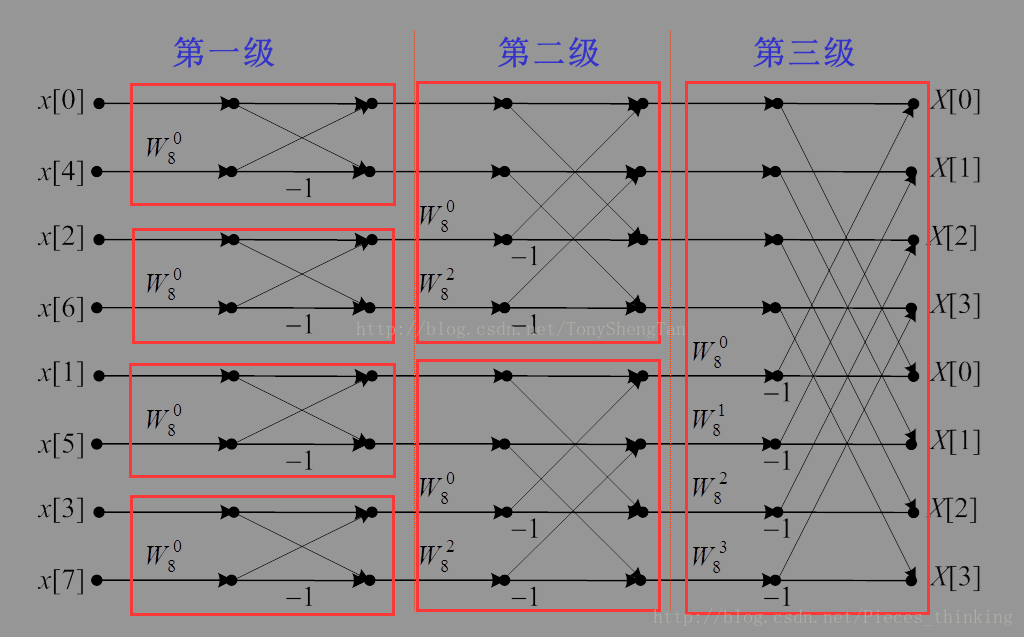 第一级 第二级 第三级
x[0] X[0]
W_8^0
x[4] -1 X[1]
W_8^0
x[2] -1 X[2]
W_8^0 W_8^2
x[6] -1 -1 X[3]
http://blog.csdn.net/TonyShengTan
W_8^0
x[1] -1 X[0]
W_8^0 W_8^1
x[5] -1 -1 X[1]
W_8^0 W_8^2
x[3] -1 -1 X[2]
W_8^0 W_8^2 W_8^3
x[7] -1 -1 -1 X[3]
http://blog.csdn.net/Pieces_thinking